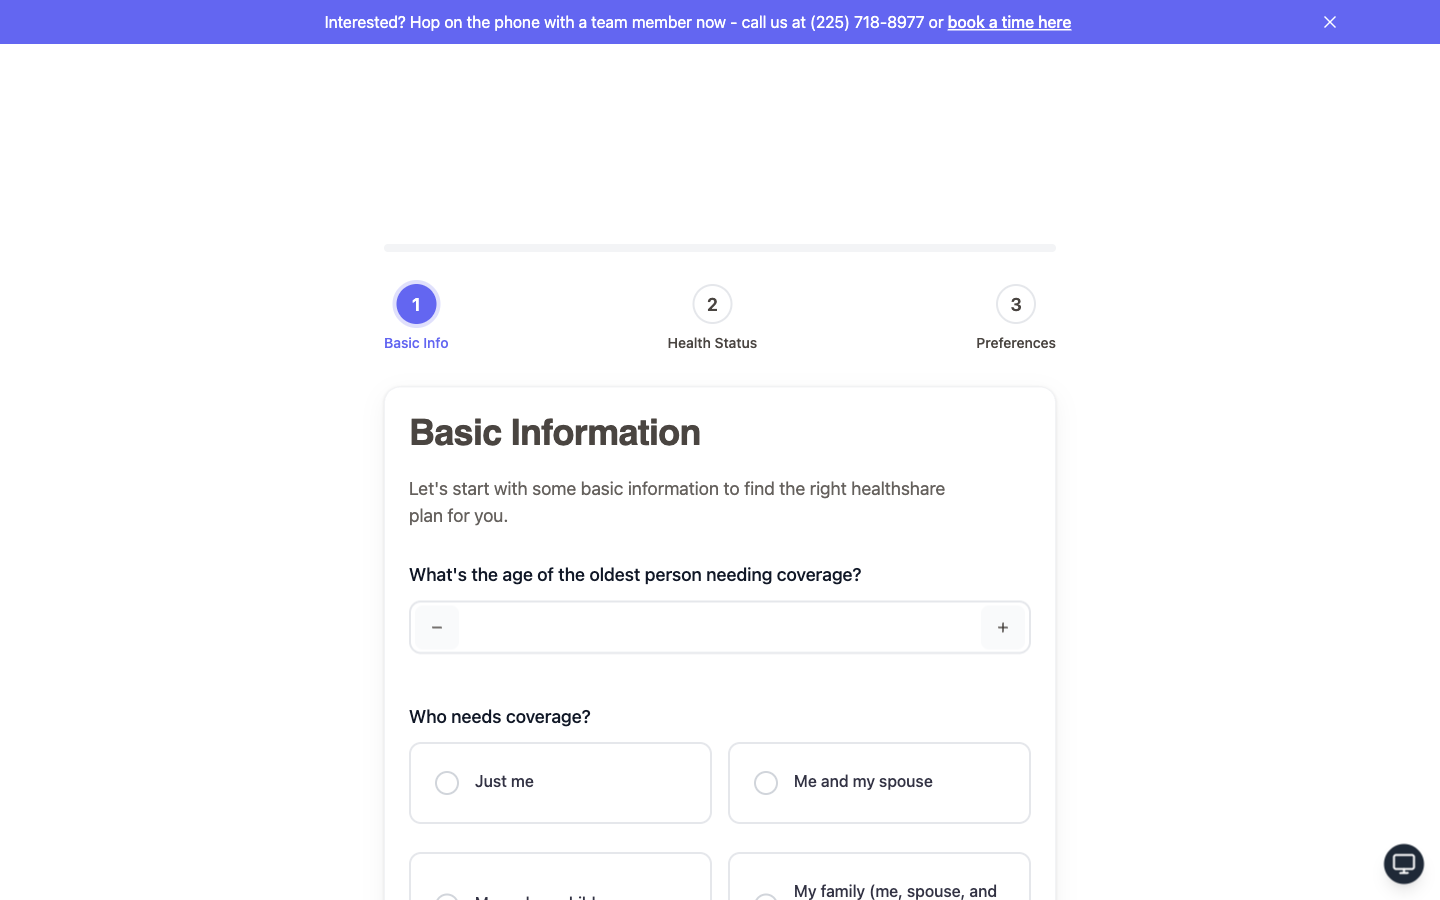 Interested? Hop on the phone with a team member now - call us at (225) 718-8977 or book a time here
1
2
3
Basic Info
Health Status
Preferences
Basic Information
Let's start with some basic information to find the right healthshare
plan for you.
What's the age of the oldest person needing coverage?
Who needs coverage?
Just me
Me and my spouse
My family (me, spouse, and